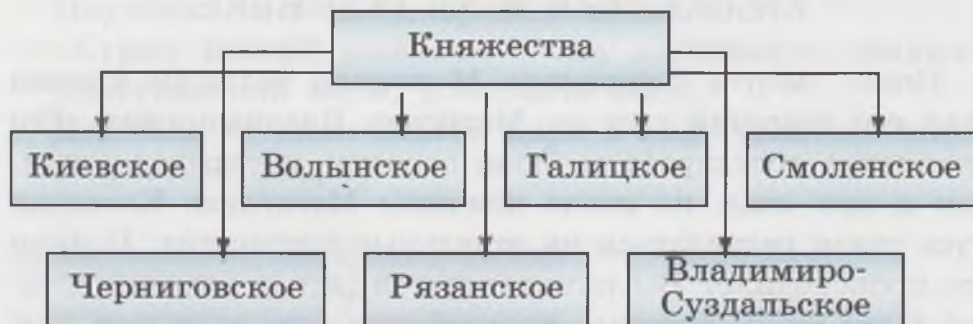 Княжества
Киевское
Волынское
Галицкое
Смоленское
Черниговское
Рязанское
Владимиро-
Суздальское